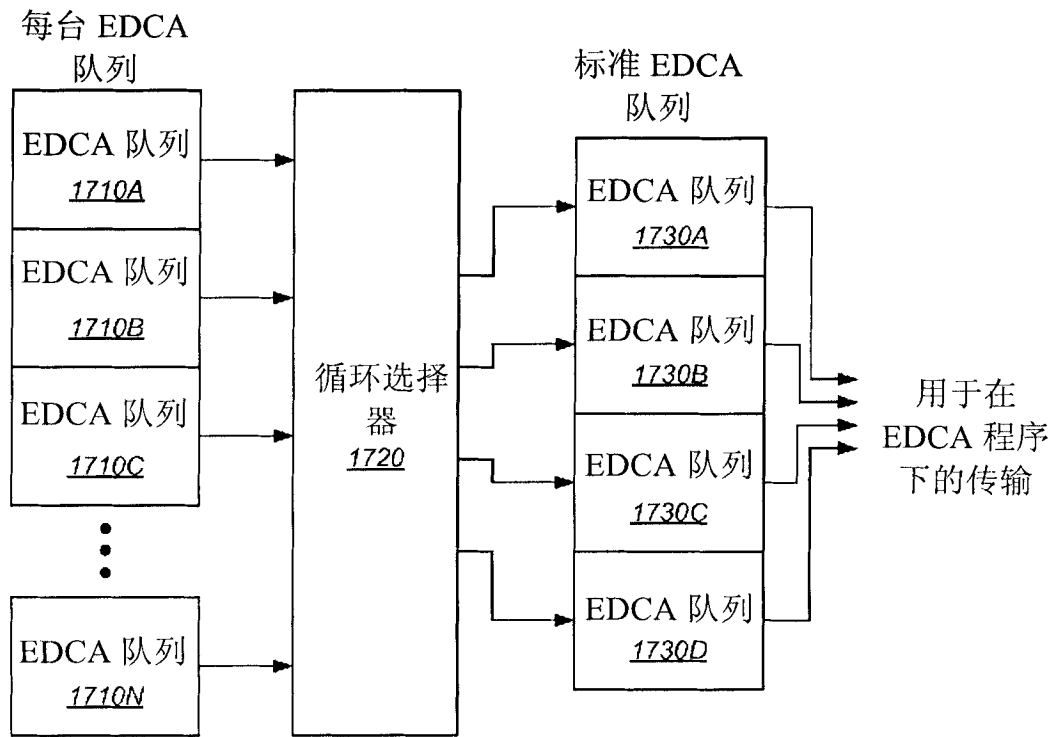 每台 EDCA
队列
EDCA 队列
1710A
EDCA 队列
1710B
EDCA 队列
1710C
EDCA 队列
1710N
循环选择
器
1720
标准 EDCA
队列
EDCA 队列
1730A
EDCA 队列
1730B
EDCA 队列
1730C
EDCA 队列
1730D
用于在
EDCA 程序
下的传输